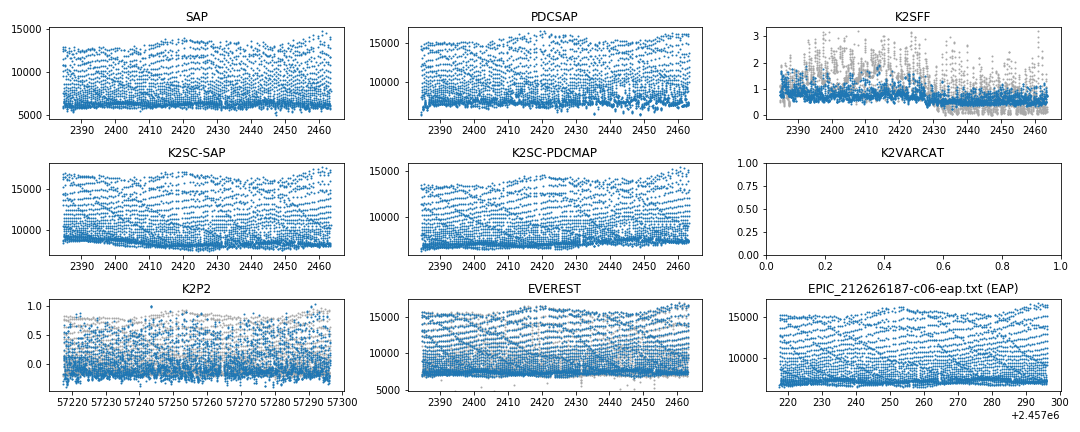 SAP
15000
10000
5000
2390 2400 2410 2420 2430 2440 2450 2460
PDCSAP
15000
10000
2390 2400 2410 2420 2430 2440 2450 2460
K2SFF
3
2
1
0
2390 2400 2410 2420 2430 2440 2450 2460
K2SC-SAP
15000
10000
2390 2400 2410 2420 2430 2440 2450 2460
K2SC-PDCMAP
15000
10000
2390 2400 2410 2420 2430 2440 2450 2460
K2VARCAT
1.00
0.75
0.50
0.25
0.00
0.0 0.2 0.4 0.6 0.8 1.0
K2P2
1.0
0.5
0.0
57220 57230 57240 57250 57260 57270 57280 57290 57300
EVEREST
15000
10000
5000
2390 2400 2410 2420 2430 2440 2450 2460
EPIC_212626187-c06-eap.txt (EAP)
15000
10000
220 230 240 250 260 270 280 290 300
+2.457e6